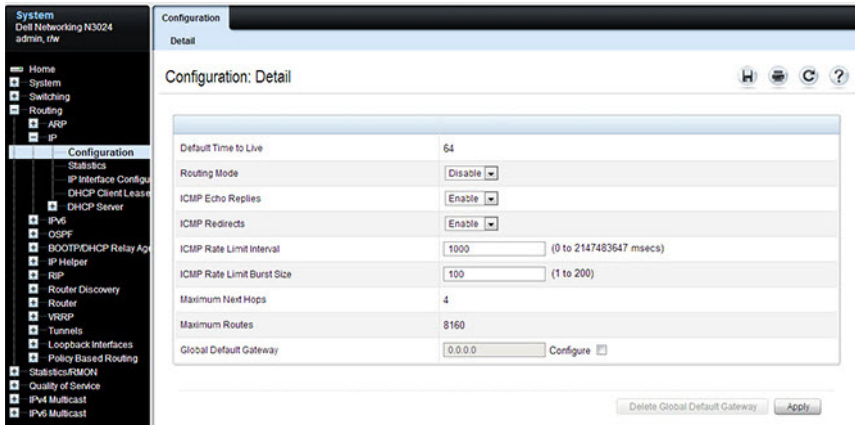 System
Dell Networking N3024
admin, r/w
Home
System
Switching
Routing
ARP
IP
Configuration
Statistics
IP Interface Configu
DHCP Client Lease
DHCP Server
IPv6
OSPF
BOOTP/DHCP Relay Age
IP Helper
RIP
Router Discovery
Router
VRRP
Tunnels
Loopback Interfaces
Policy Based Routing
Statistics/RMON
Quality of Service
IPv4 Multicast
IPv6 Multicast
Configuration
Detail
Configuration: Detail
?
Default Time to Live 64
Routing Mode Disable
ICMP Echo Replies Enable
ICMP Redirects Enable
ICMP Rate Limit Interval 1000 (0 to 2147483647 msecs)
ICMP Rate Limit Burst Size 100 (1 to 200)
Maximum Next Hops 4
Maximum Routes 8160
Global Default Gateway 0.0.0.0 Configure
Delete Global Default Gateway Apply